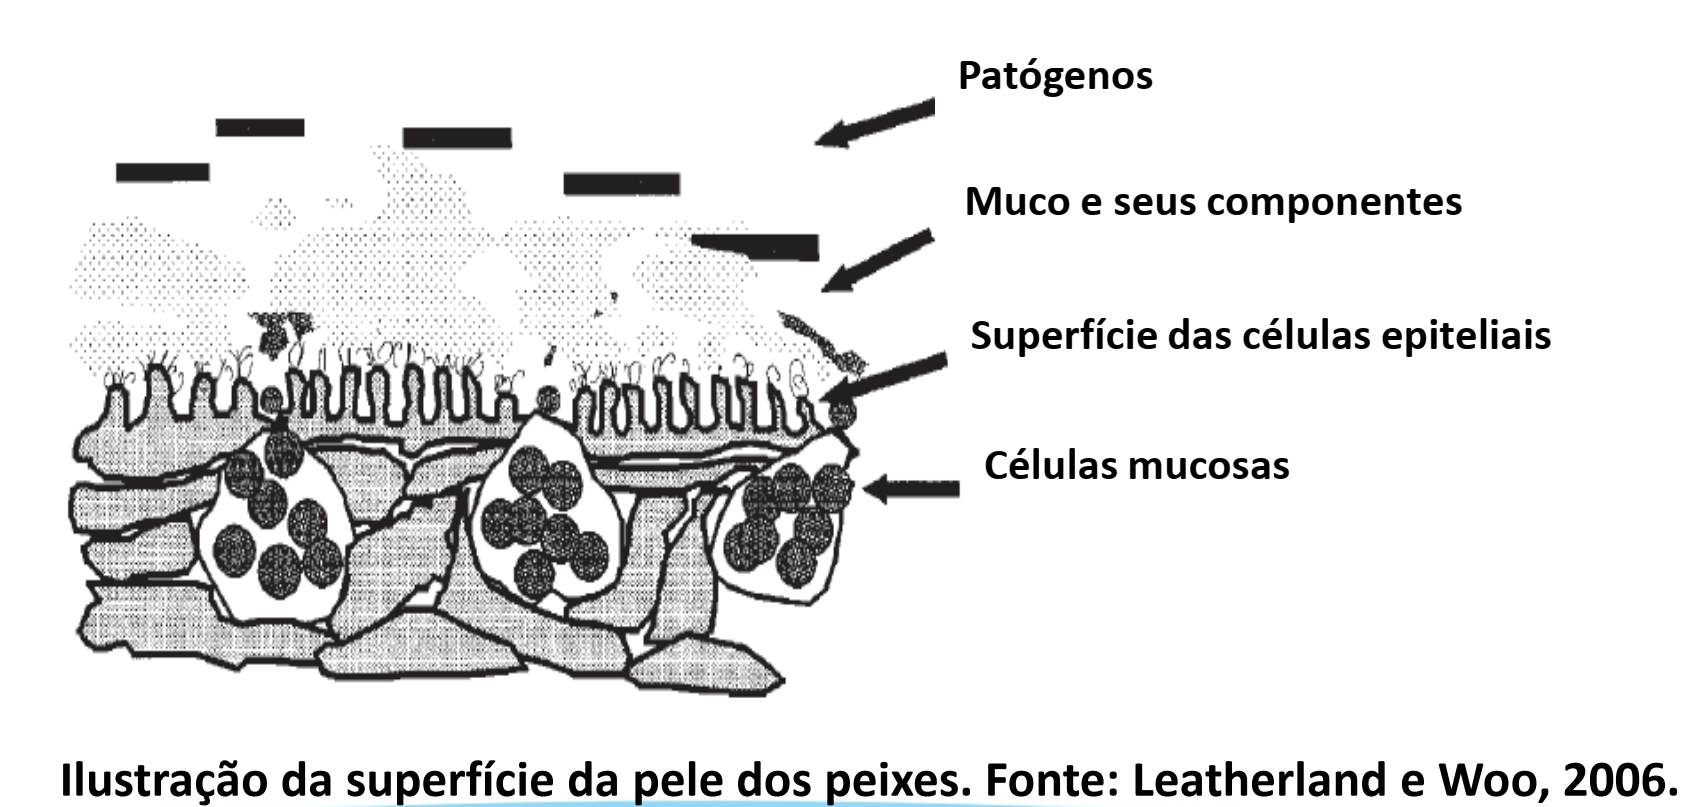 Patógenos
Muco e seus componentes
Superfície das células epiteliais
Células mucosas
Ilustração da superfície da pele dos peixes. Fonte: Leatherland e Woo, 2006.